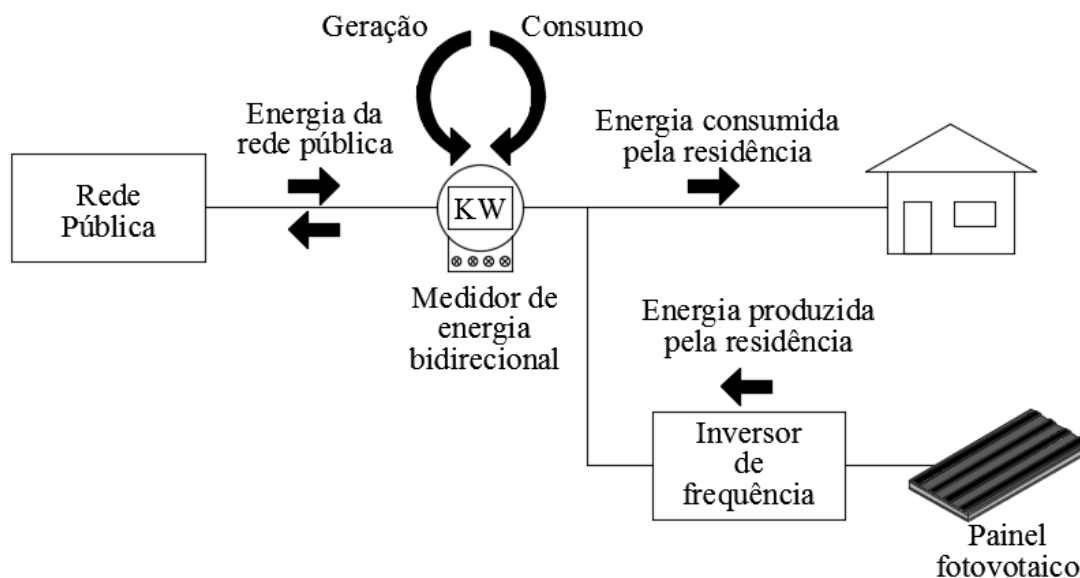 Geração
Consumo
Energia da
rede pública
Energia consumida
pela residência
Rede
Pública
KW
Medidor de
energia
bidirecional
Energia produzida
pela residência
Inversor
de
frequência
Painel
fotovotaico